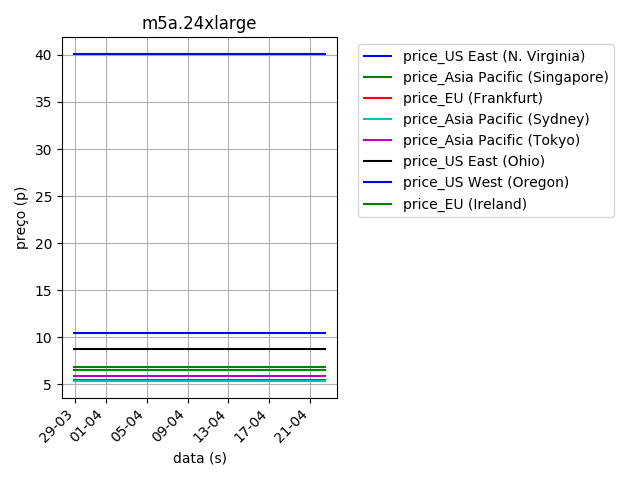 m5a.24xlarge
40
35
30
25
20
15
10
5
preço (p)
29-03
01-04
05-04
09-04
13-04
17-04
21-04
data (s)
price_US East (N. Virginia)
price_Asia Pacific (Singapore)
price_EU (Frankfurt)
price_Asia Pacific (Sydney)
price_Asia Pacific (Tokyo)
price_US East (Ohio)
price_US West (Oregon)
price_EU (Ireland)